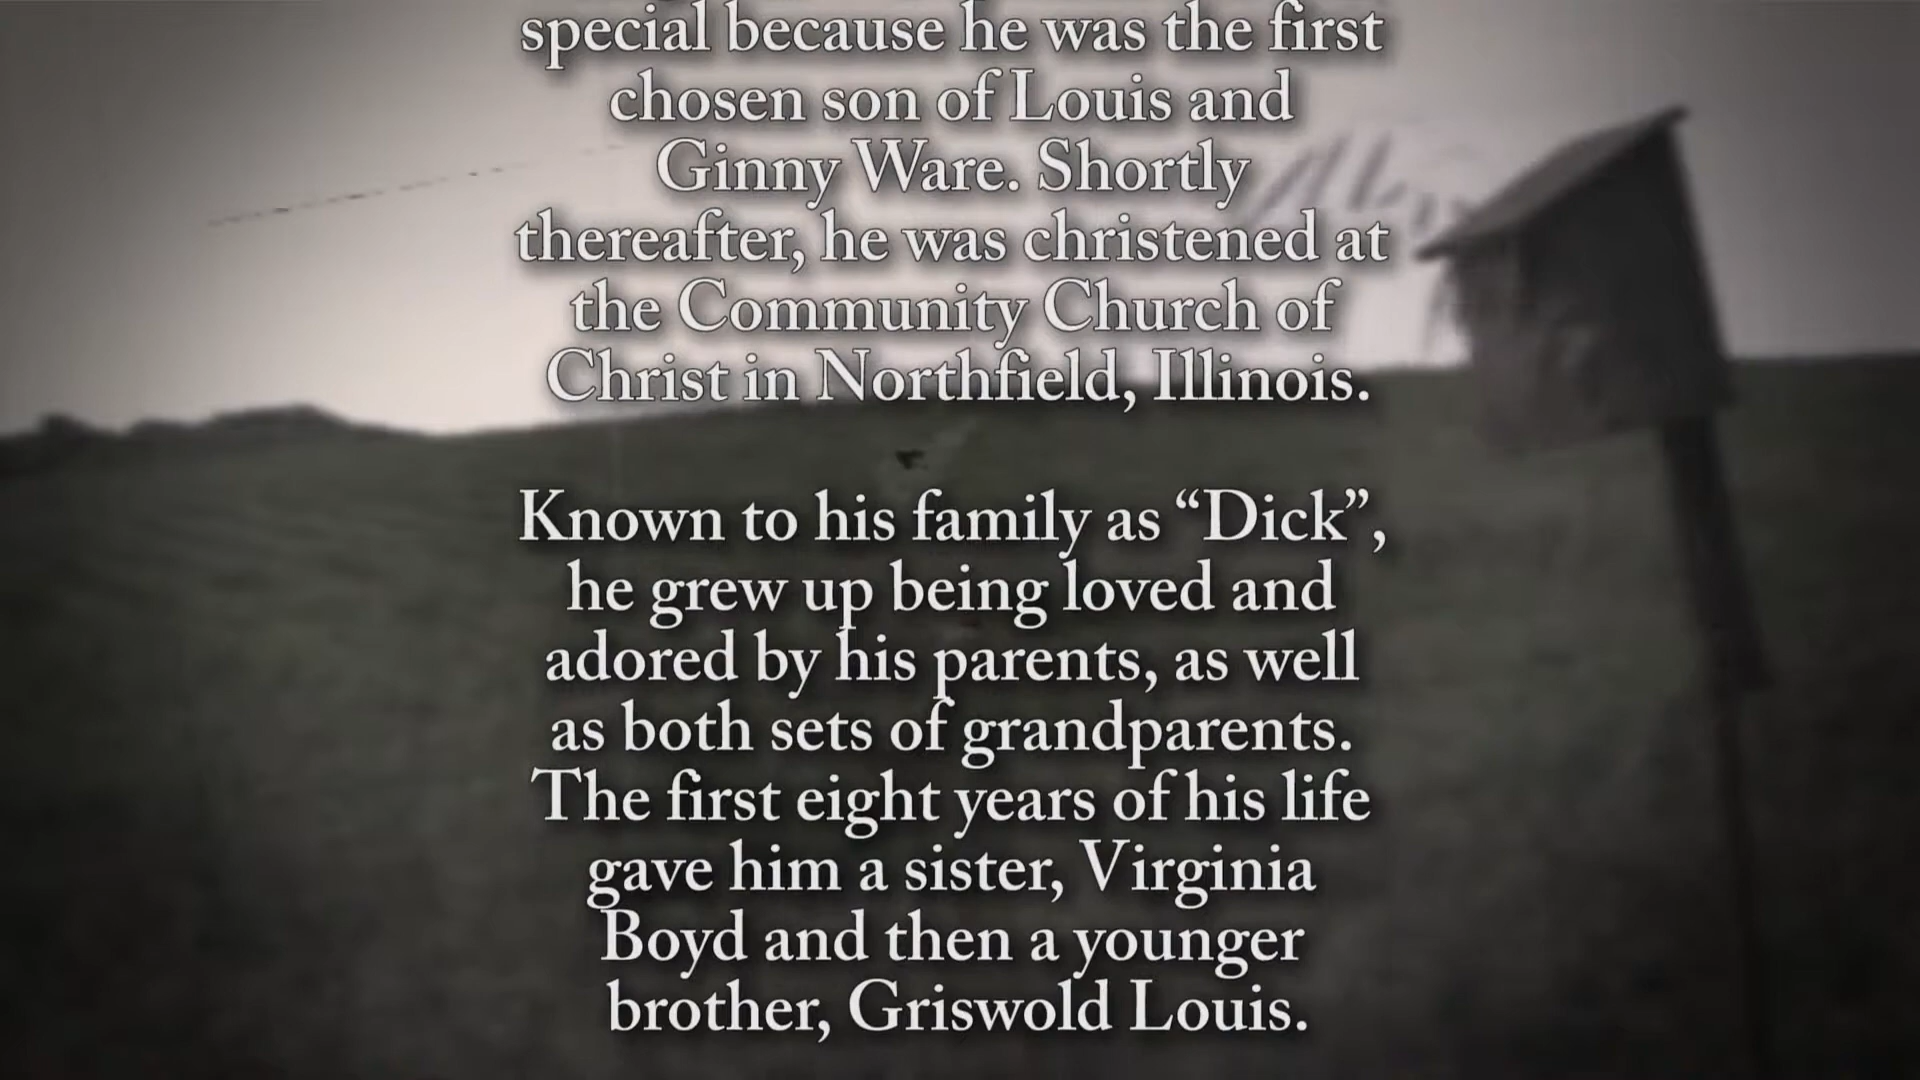 special because he was the first
chosen son of Louis and
Ginny Ware. Shortly
thereafter, he was christened at
the Community Church of
Christ in Northfield, Illinois.
Known to his family as “Dick”,
he grew up being loved and
adored by his parents, as well
as both sets of grandparents.
The first eight years of his life
gave him a sister, Virginia
Boyd and then a younger
brother, Griswold Louis.